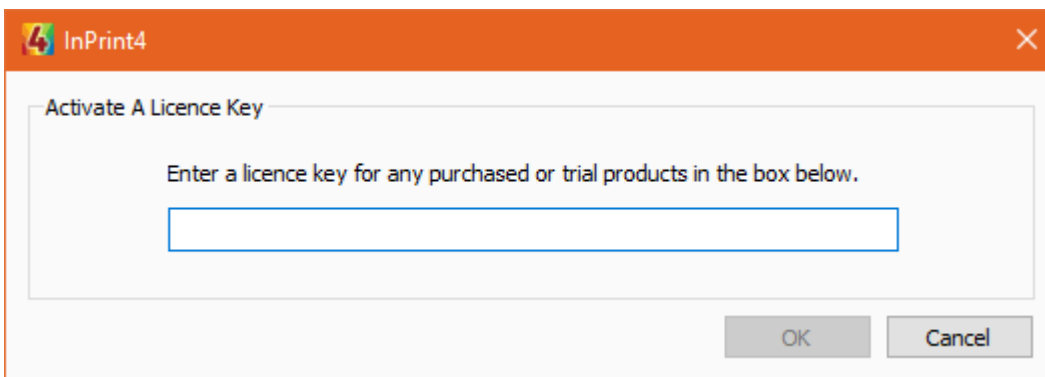 InPrint4
Activate A Licence Key
Enter a licence key for any purchased or trial products in the box below.
OK
Cancel